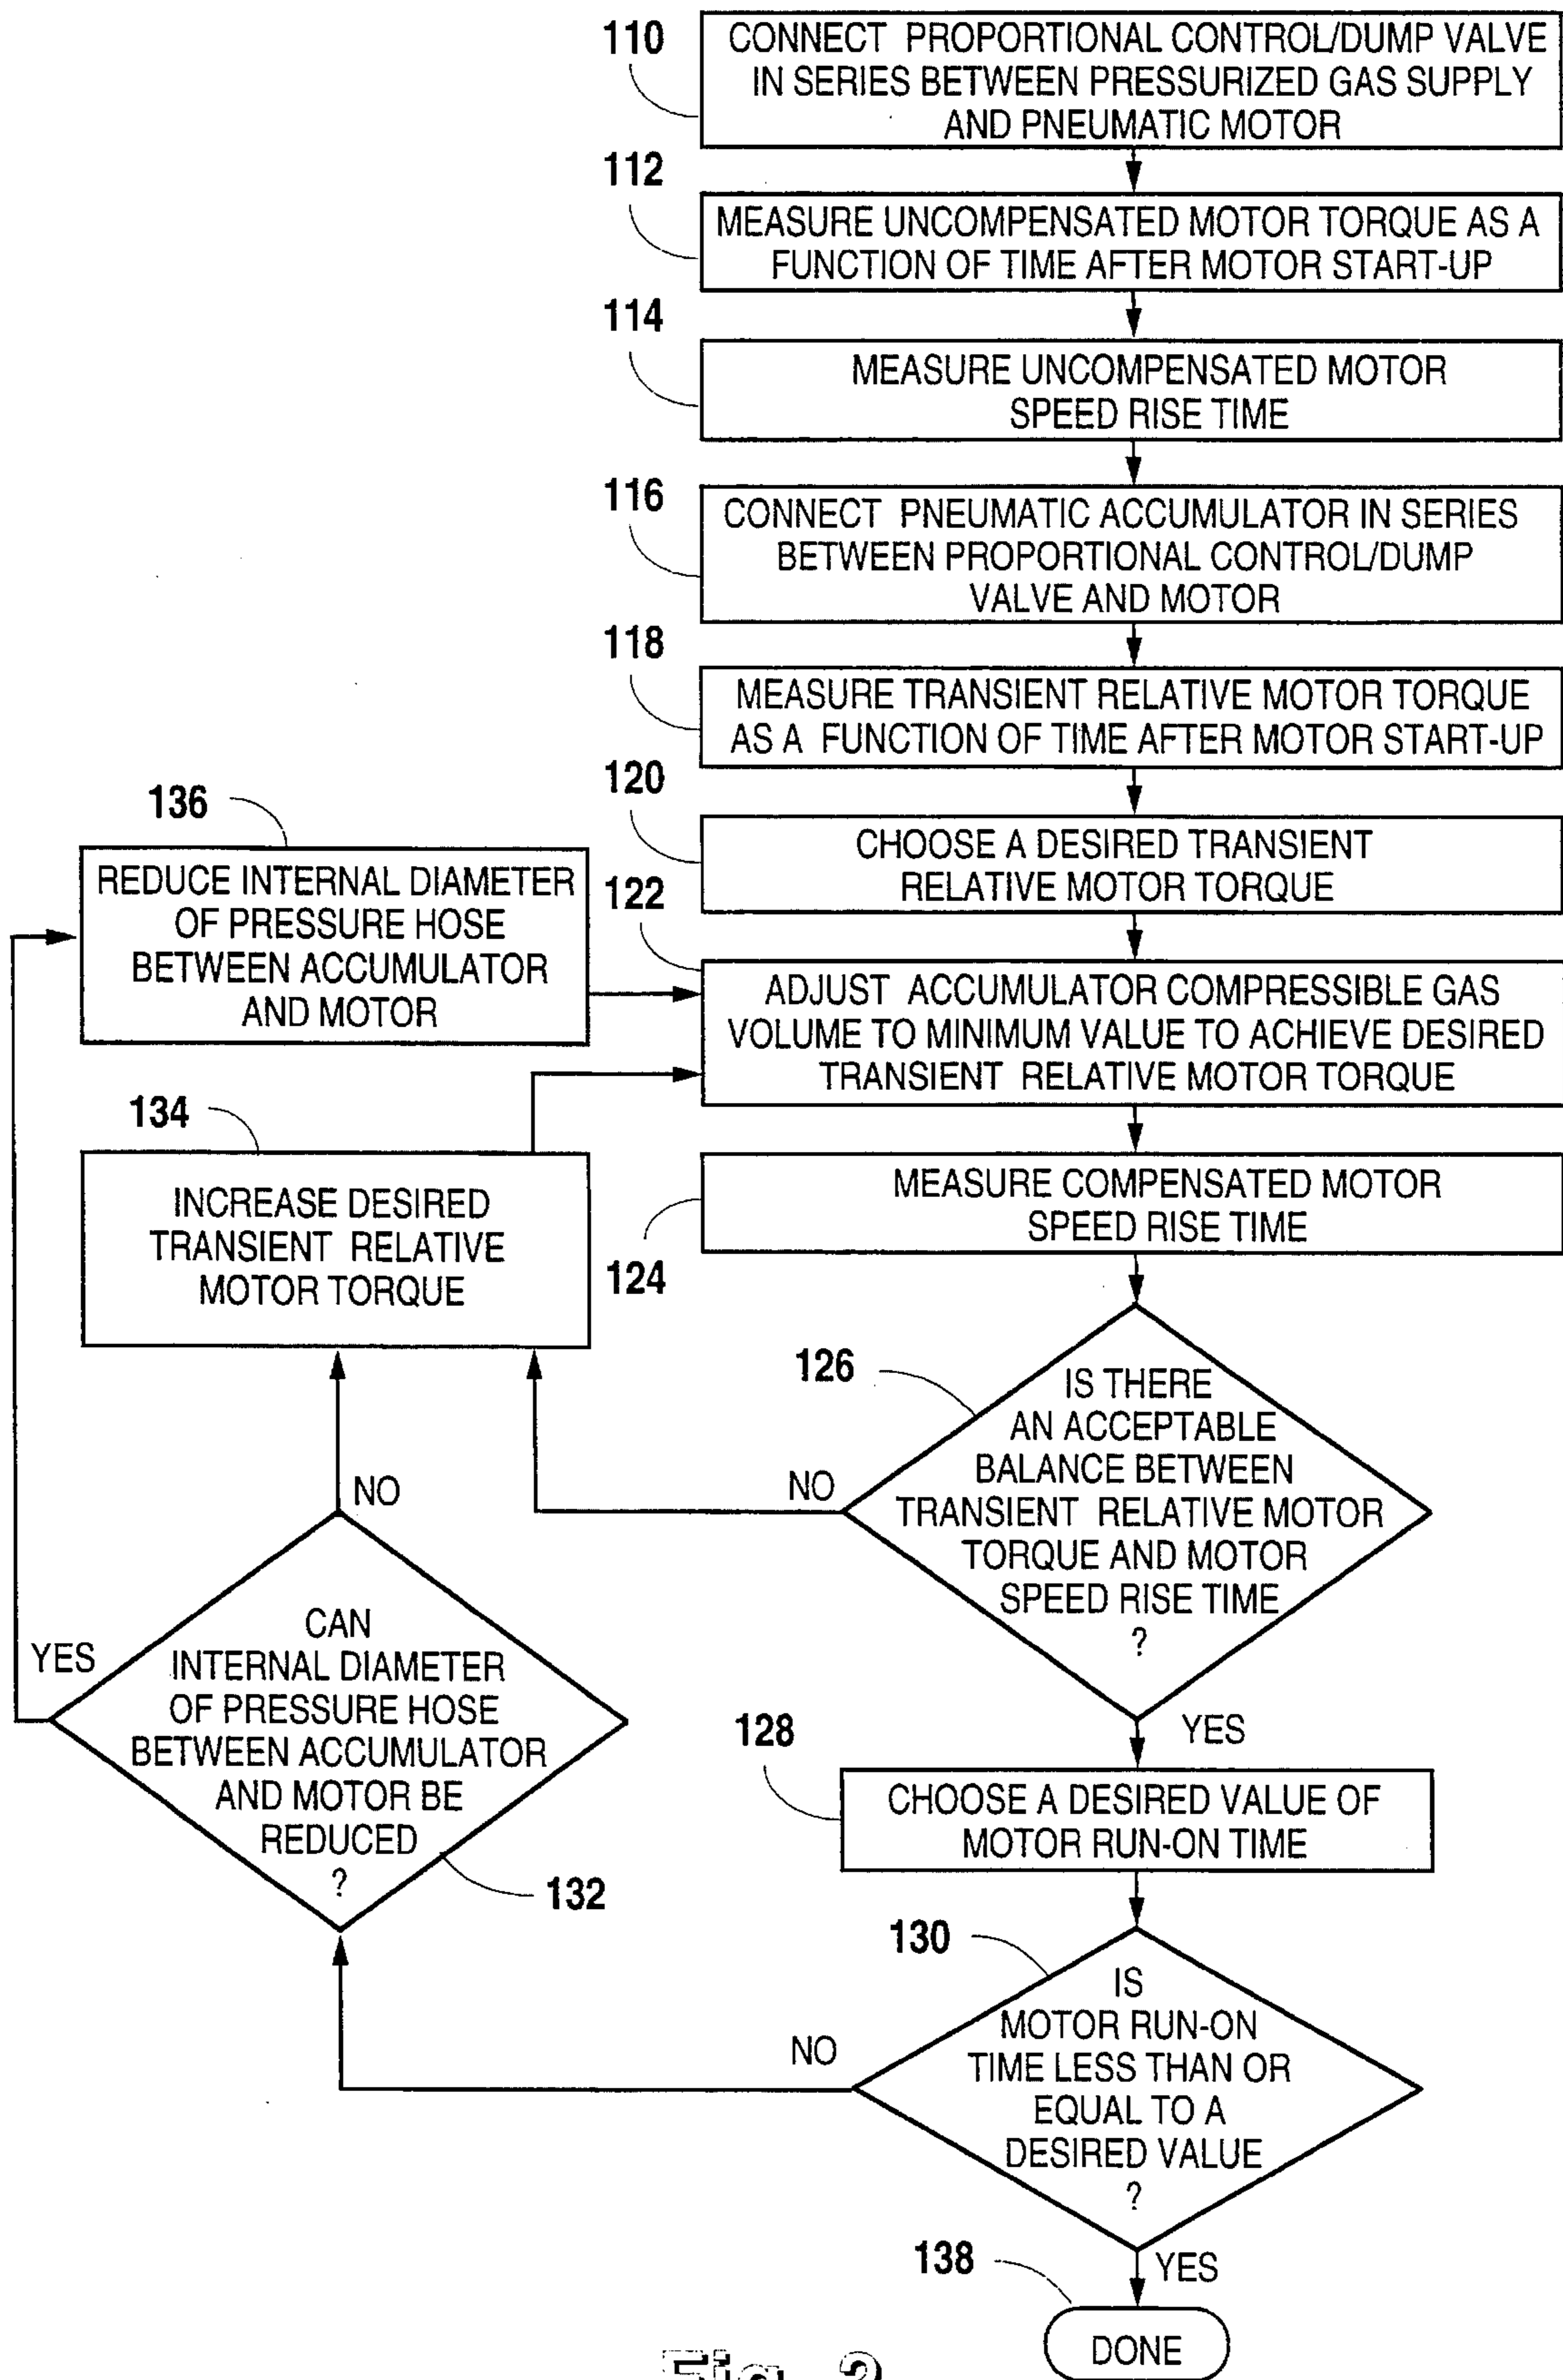 110
CONNECT PROPORTIONAL CONTROL/DUMP VALVE
IN SERIES BETWEEN PRESSURIZED GAS SUPPLY
AND PNEUMATIC MOTOR
112
MEASURE UNCOMPENSATED MOTOR TORQUE AS A
FUNCTION OF TIME AFTER MOTOR START-UP
114
MEASURE UNCOMPENSATED MOTOR
SPEED RISE TIME
116
CONNECT PNEUMATIC ACCUMULATOR IN SERIES
BETWEEN PROPORTIONAL CONTROL/DUMP
VALVE AND MOTOR
118
MEASURE TRANSIENT RELATIVE MOTOR TORQUE
AS A FUNCTION OF TIME AFTER MOTOR START-UP
120
CHOOSE A DESIRED TRANSIENT
RELATIVE MOTOR TORQUE
136
REDUCE INTERNAL DIAMETER
OF PRESSURE HOSE
BETWEEN ACCUMULATOR
AND MOTOR
122
ADJUST ACCUMULATOR COMPRESSIBLE GAS
VOLUME TO MINIMUM VALUE TO ACHIEVE DESIRED
TRANSIENT RELATIVE MOTOR TORQUE
134
INCREASE DESIRED
TRANSIENT RELATIVE
MOTOR TORQUE
124
MEASURE COMPENSATED MOTOR
SPEED RISE TIME
126
IS THERE
AN ACCEPTABLE
BALANCE BETWEEN
TRANSIENT RELATIVE MOTOR
TORQUE AND MOTOR
SPEED RISE TIME
?
NO
YES
NO
CAN
INTERNAL DIAMETER
OF PRESSURE HOSE
BETWEEN ACCUMULATOR
AND MOTOR BE
REDUCED
?
YES
132
128
CHOOSE A DESIRED VALUE OF
MOTOR RUN-ON TIME
130
IS
MOTOR RUN-ON
TIME LESS THAN OR
EQUAL TO A
DESIRED VALUE
?
NO
YES
138
DONE
Fig. 2